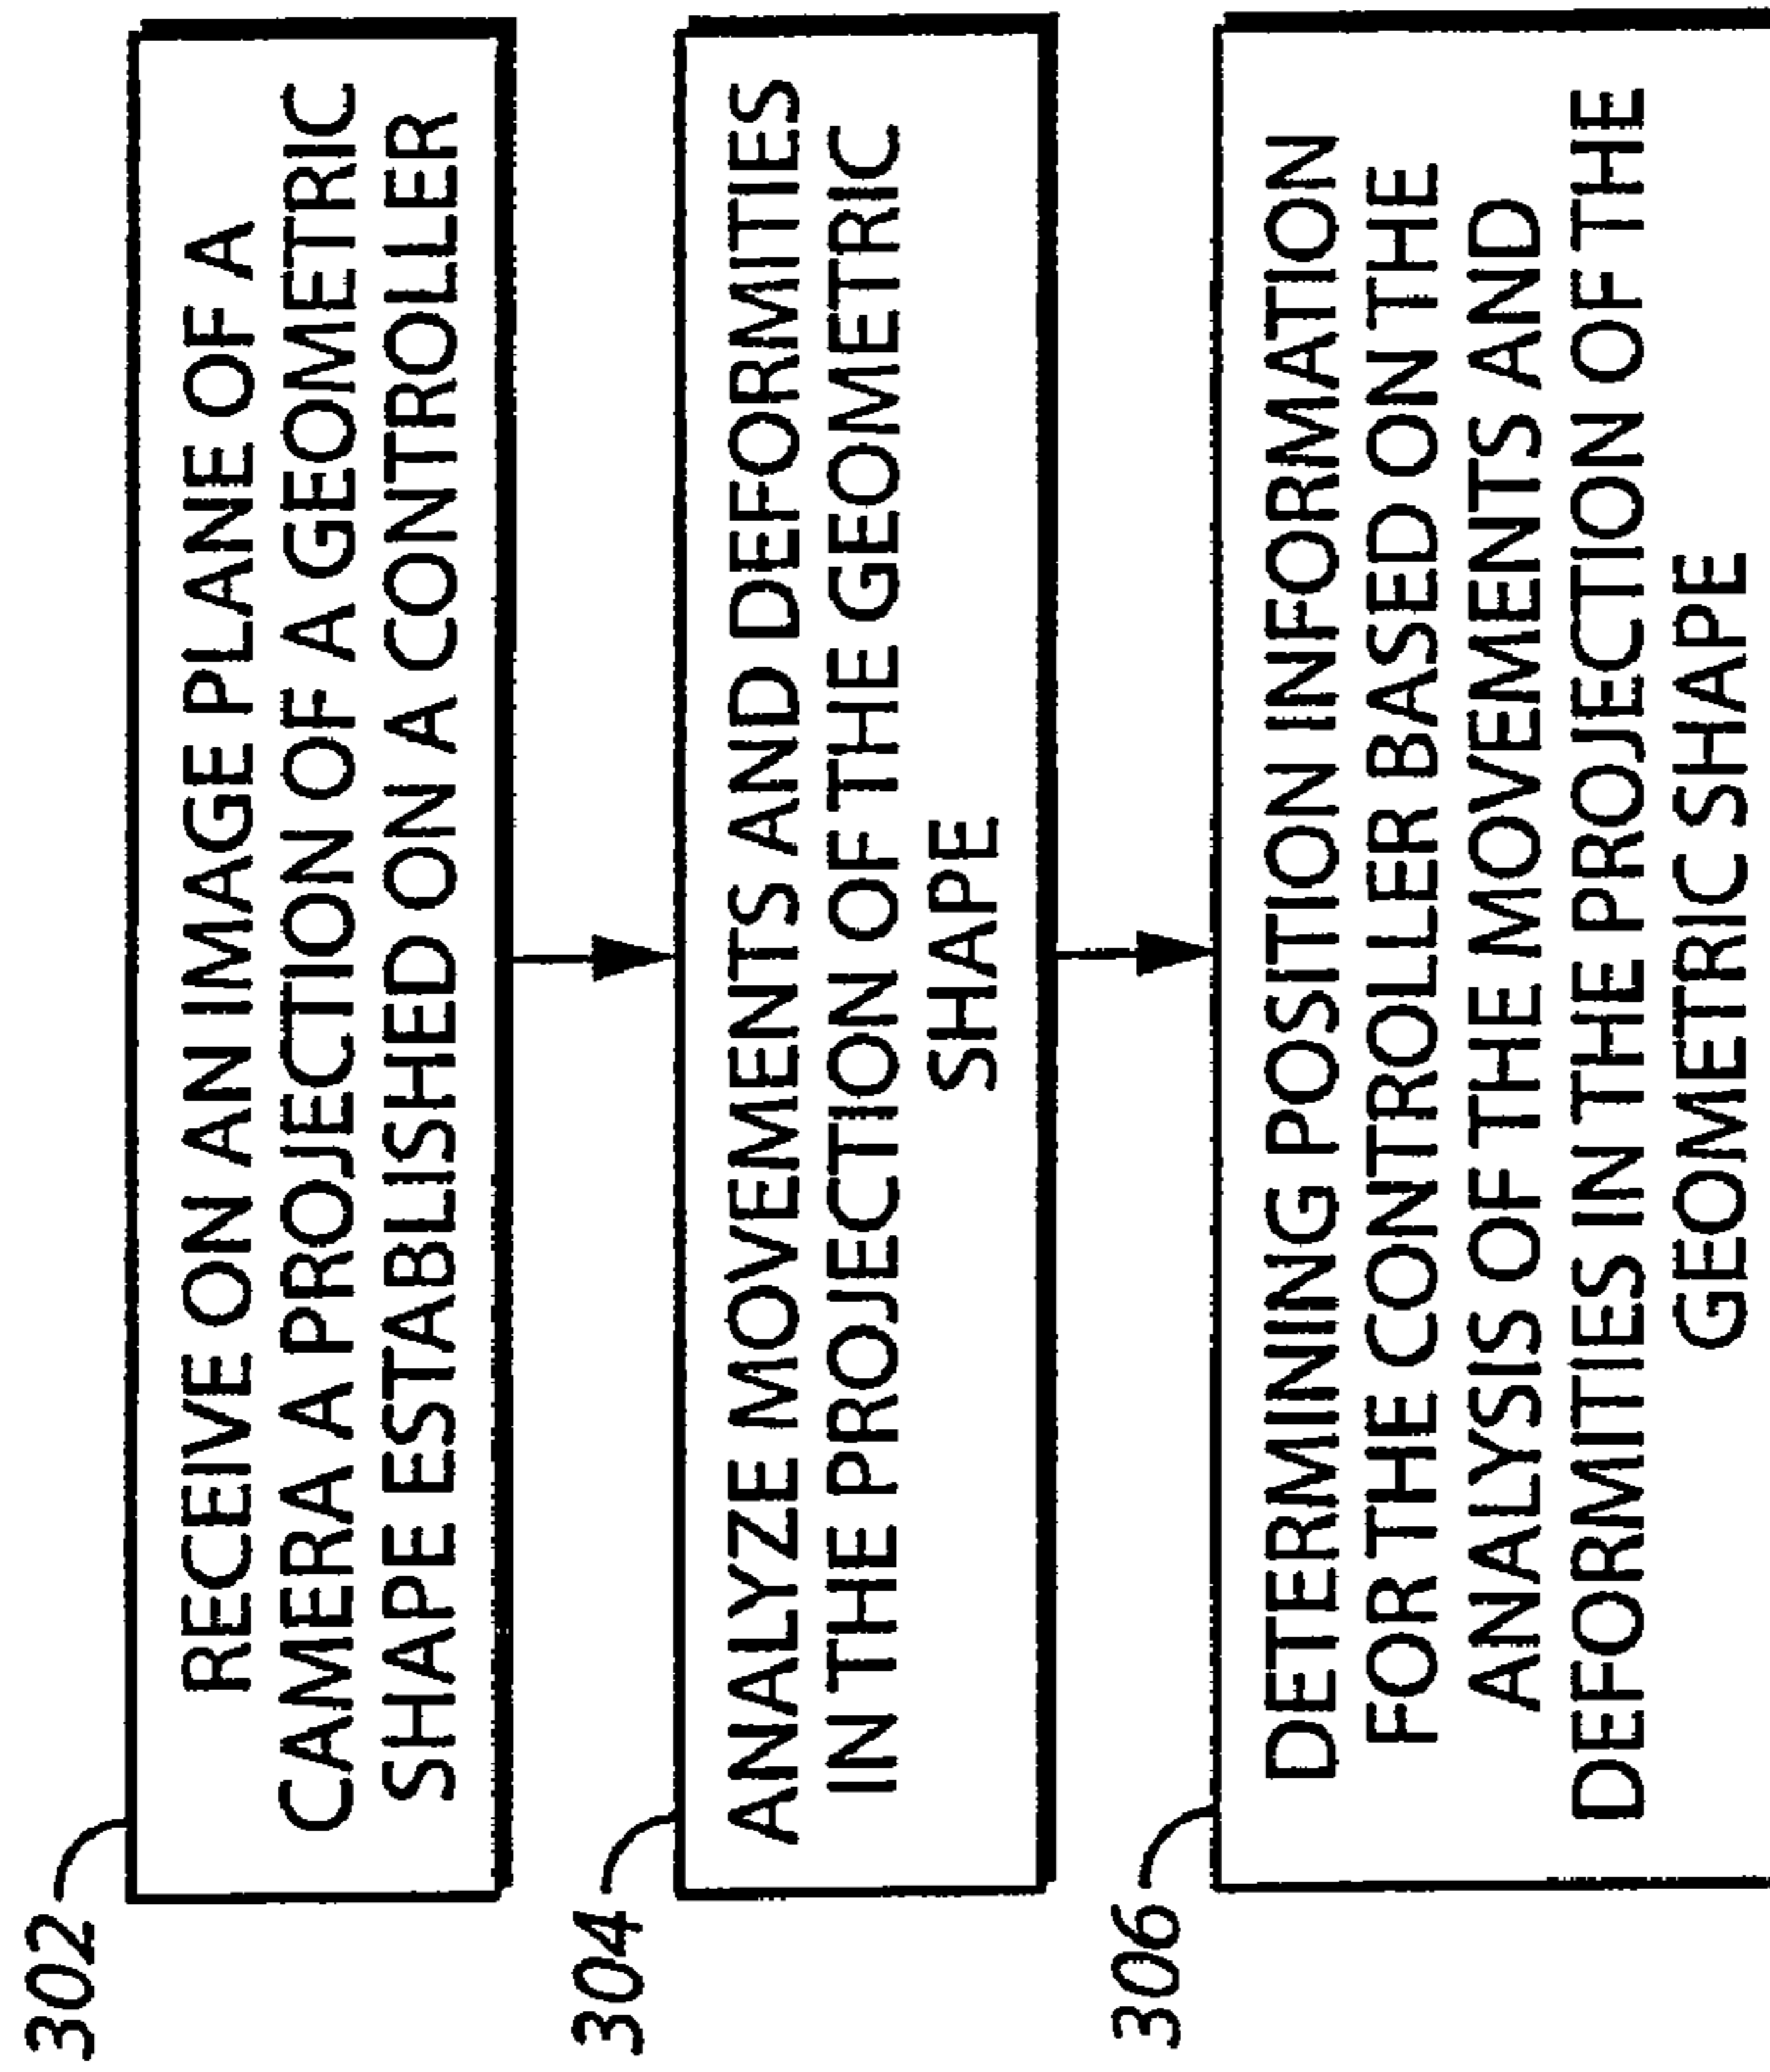 302
RECEIVE ON AN IMAGE PLANE OF A
CAMERA A PROJECTION OF A GEOMETRIC
SHAPE ESTABLISHED ON A CONTROLLER
304
ANALYZE MOVEMENTS AND DEFORMITIES
IN THE PROJECTION OF THE GEOMETRIC
SHAPE
306
DETERMINING POSITION INFORMATION
FOR THE CONTROLLER BASED ON THE
ANALYSIS OF THE MOVEMENTS AND
DEFORMITIES IN THE PROJECTION OF THE
GEOMETRIC SHAPE